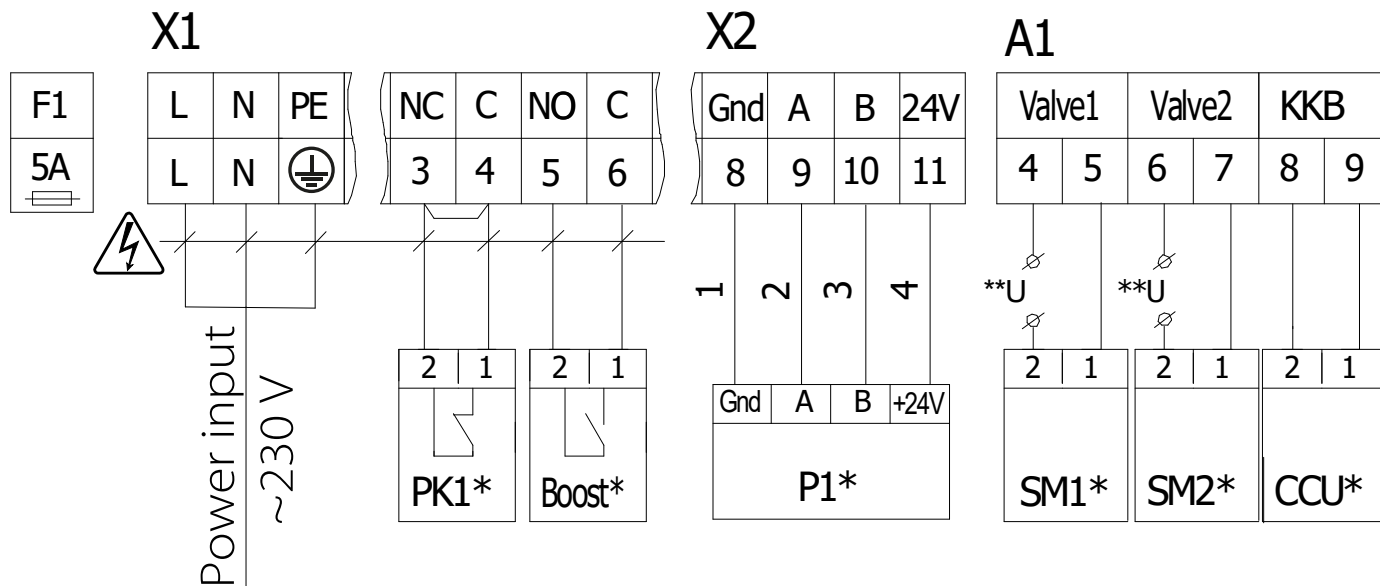 X1 X2 A1
F1 L N PE NC C NO C Gnd A B 24V Valve1 Valve2 KKB
5A L N 3 4 5 6 8 9 10 11 4 5 6 7 8 9
1 2 3 4
**U **U
2 1 2 1 2 1 2 1 2 1
Gnd A B +24V
PK1* Boost* P1* SM1* SM2* CCU*
Power input
~230 V